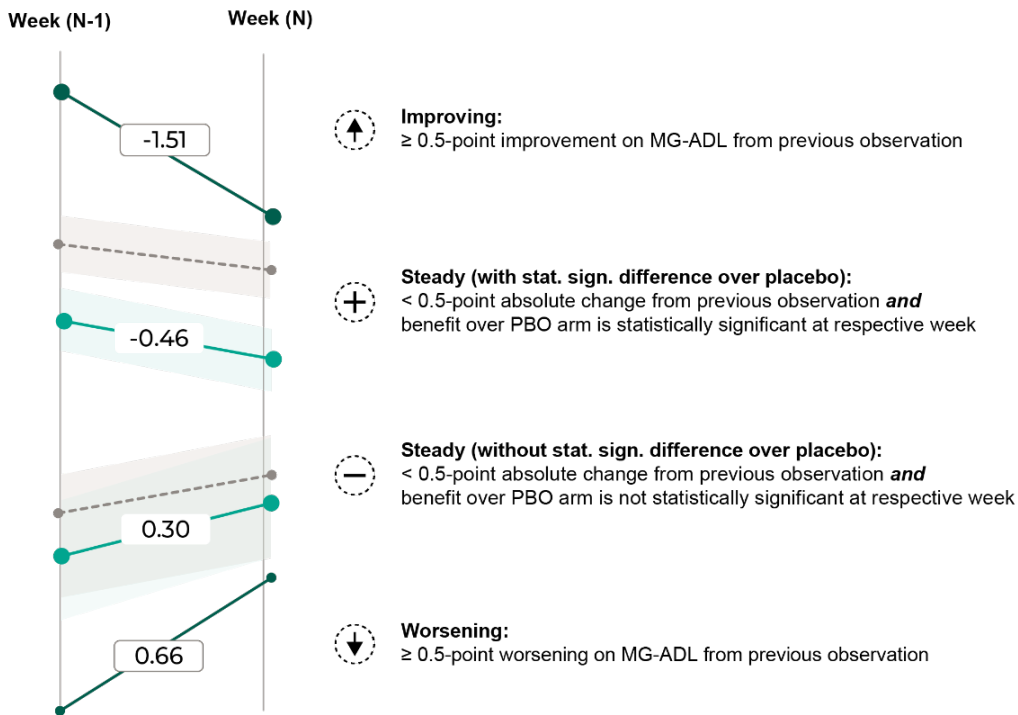 Week (N-1)
Week (N)
-1.51
Improving:
≥ 0.5-point improvement on MG-ADL from previous observation
-0.46
Steady (with stat. sign. difference over placebo):
< 0.5-point absolute change from previous observation and
benefit over PBO arm is statistically significant at respective week
0.30
Steady (without stat. sign. difference over placebo):
< 0.5-point absolute change from previous observation and
benefit over PBO arm is not statistically significant at respective week
0.66
Worsening:
≥ 0.5-point worsening on MG-ADL from previous observation